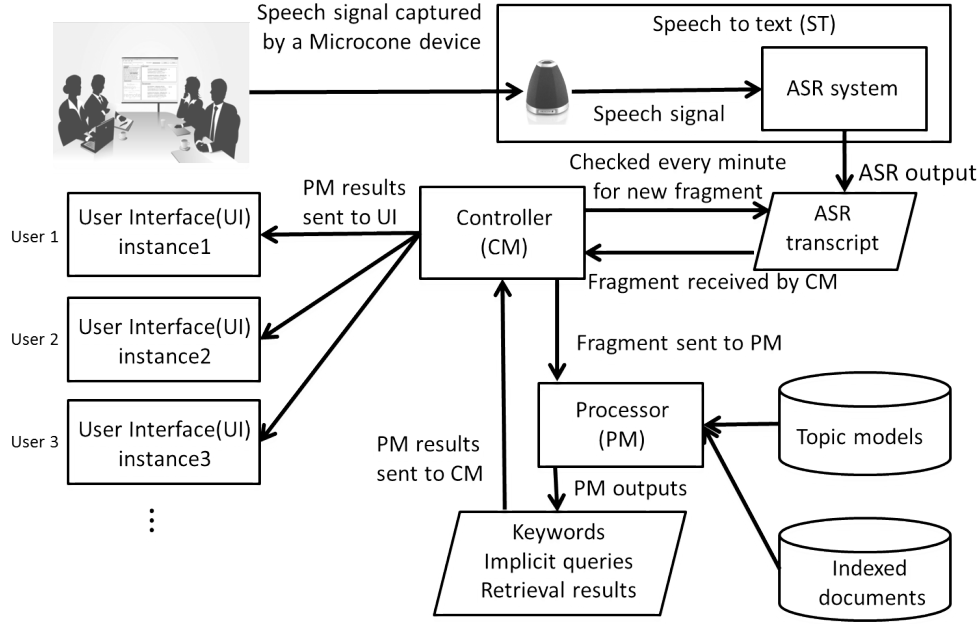 Speech signal captured
by a Microcone device
Speech to text (ST)
ASR system
Speech signal
Checked every minute
for new fragment
ASR output
PM results
sent to UI
Controller
(CM)
ASR
transcript
User 1
User Interface(UI)
instance1
Fragment received by CM
User 2
User Interface(UI)
instance2
Fragment sent to PM
User 3
User Interface(UI)
instance3
PM results
sent to CM
Processor
(PM)
Topic models
PM outputs
Keywords
Implicit queries
Retrieval results
Indexed
documents